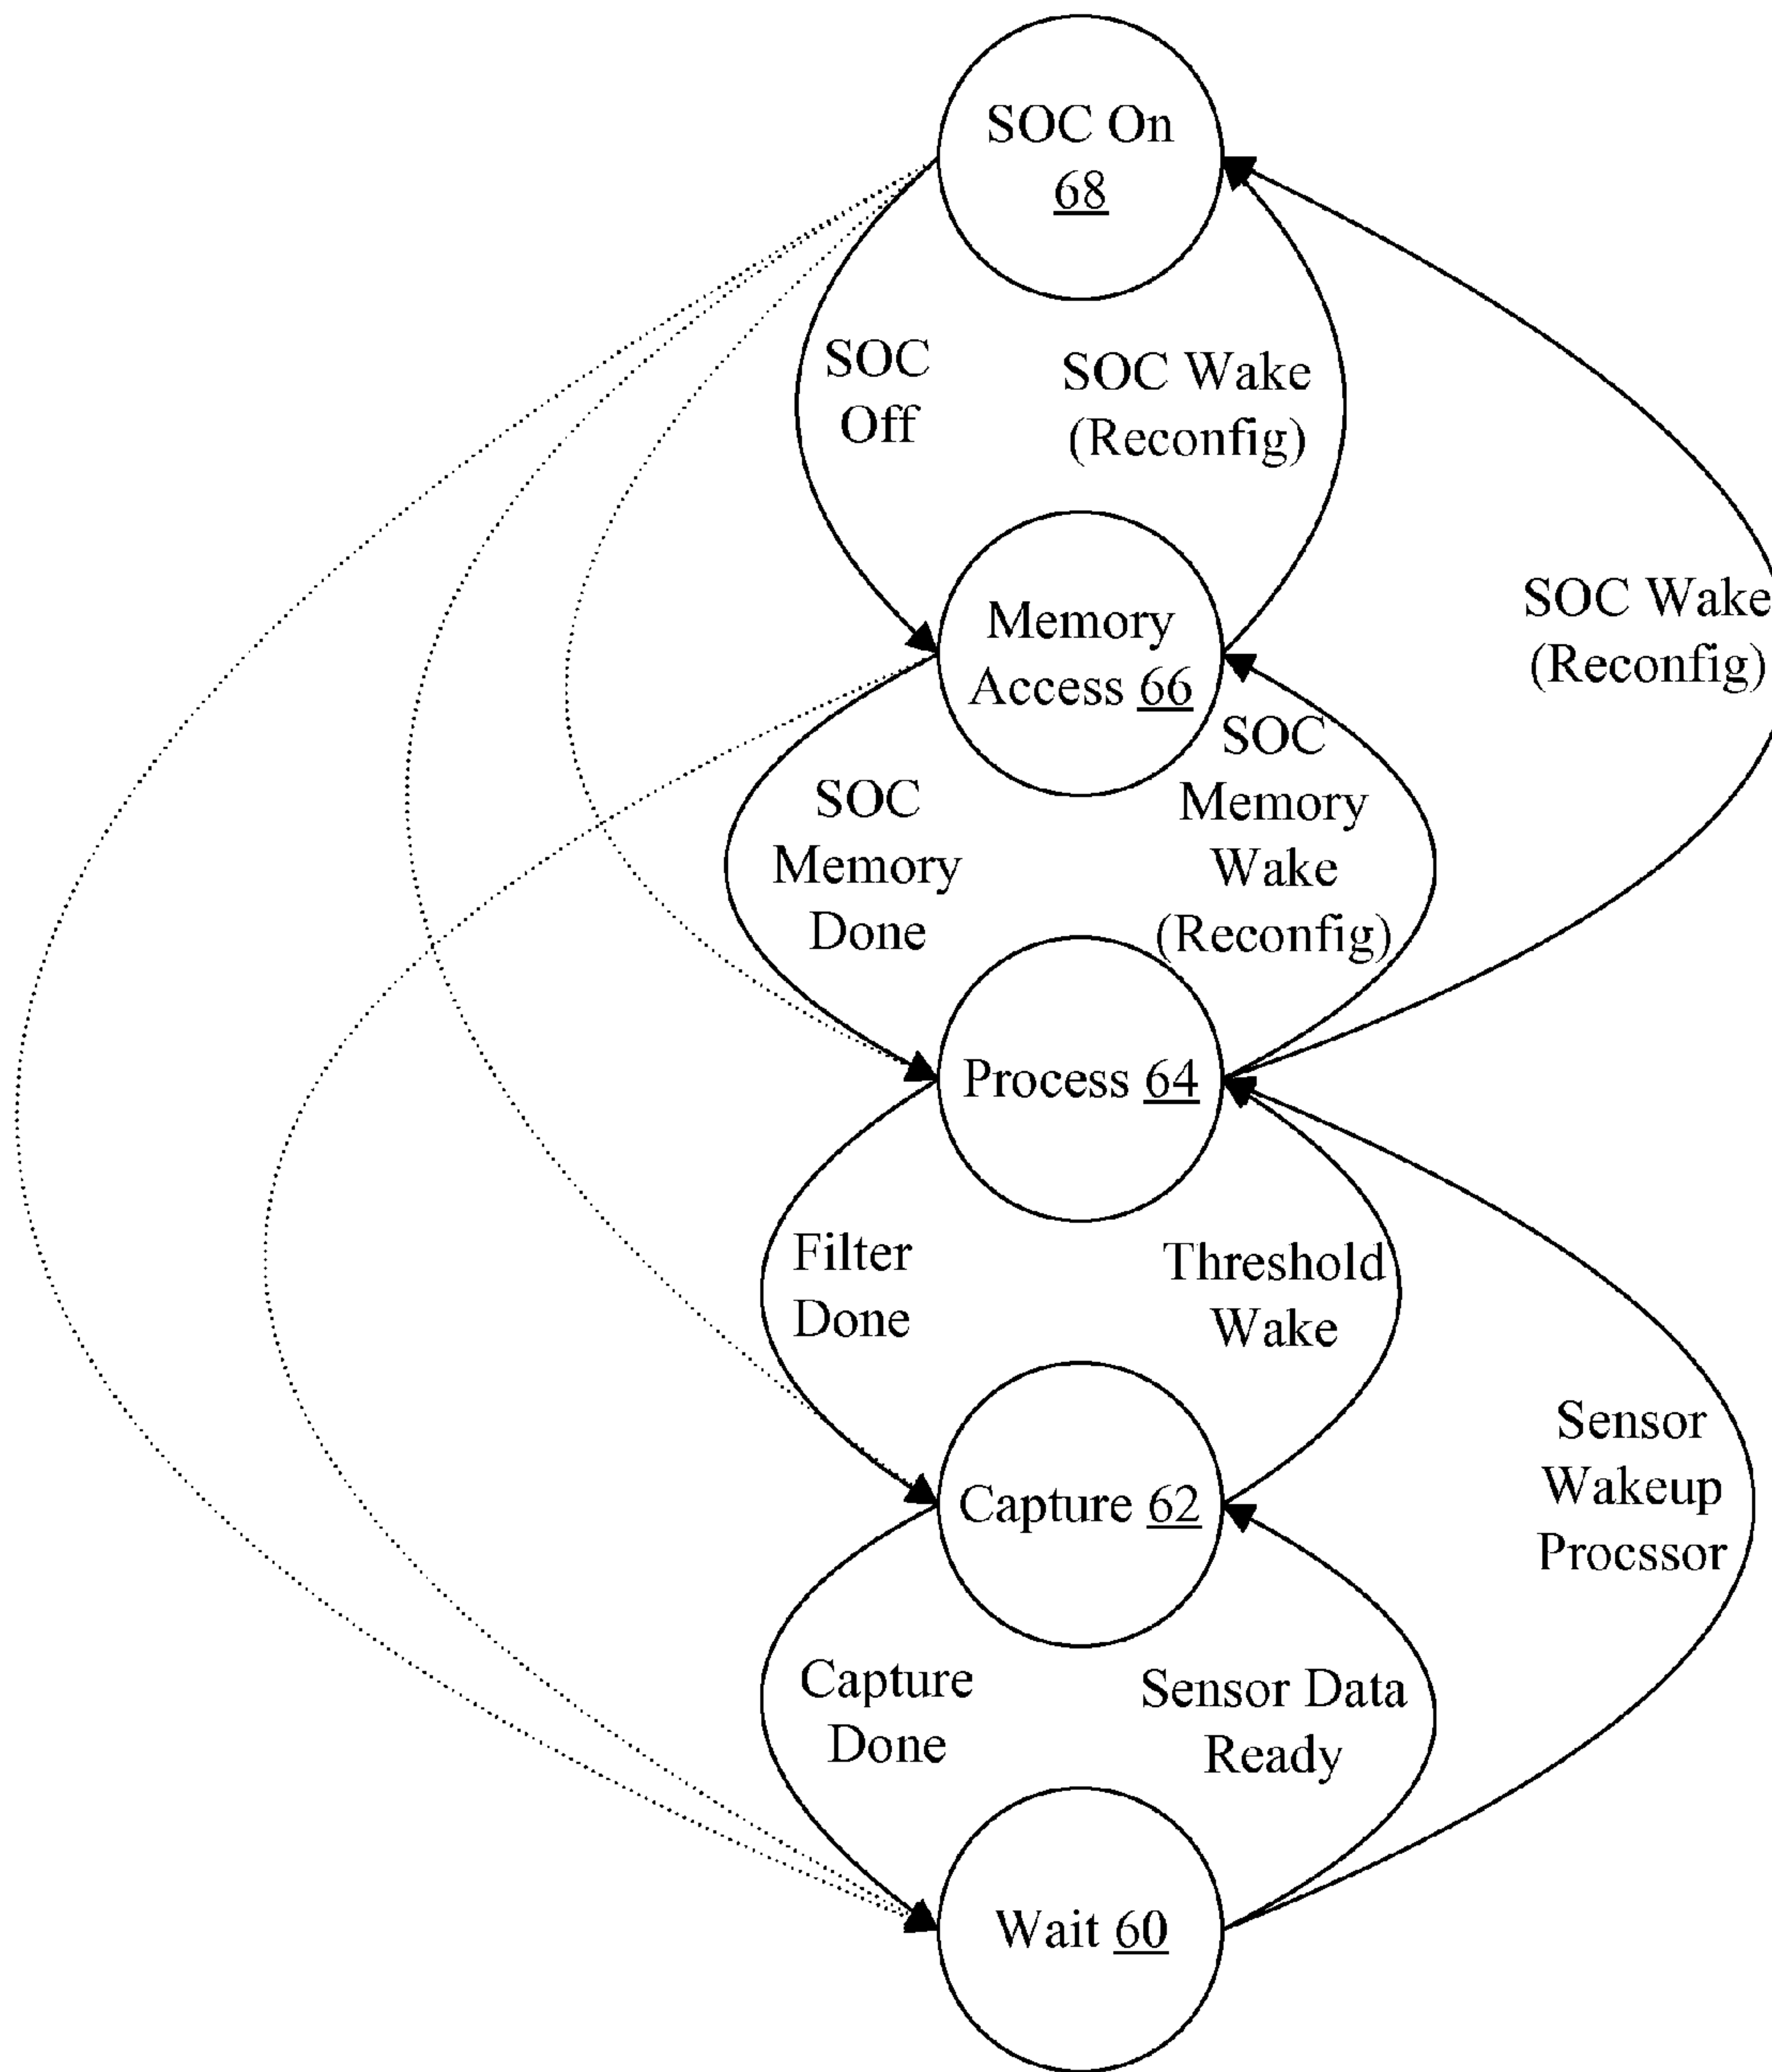 SOC On
68
SOC
Off
SOC Wake
(Reconfig)
SOC Wake
(Reconfig)
Memory
Access 66
SOC
Memory
Done
SOC
Memory
Wake
(Reconfig)
Process 64
Filter
Done
Threshold
Wake
Sensor
Wakeup
Procssor
Capture 62
Capture
Done
Sensor Data
Ready
Wait 60